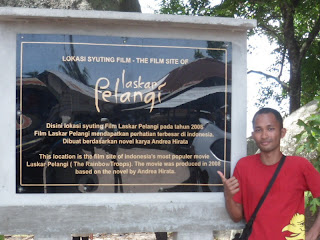 LOKASI SYUTING FILM - THE FILM SITE OF
laskar
Pelangi
Disini lokasi syuting Film Laskar Pelangi pada tahun 2008
Film Laskar Pelangi mendapatkan perhatian terbesar di Indonesia.
Dibuat berdasarkan novel karya Andrea Hirata
This location is the film site of Indonesia's most populer movie
Laskar Pelangi ( The RainbowTroops). The movie was produced in 2008
based on the novel by Andrea Hirata.